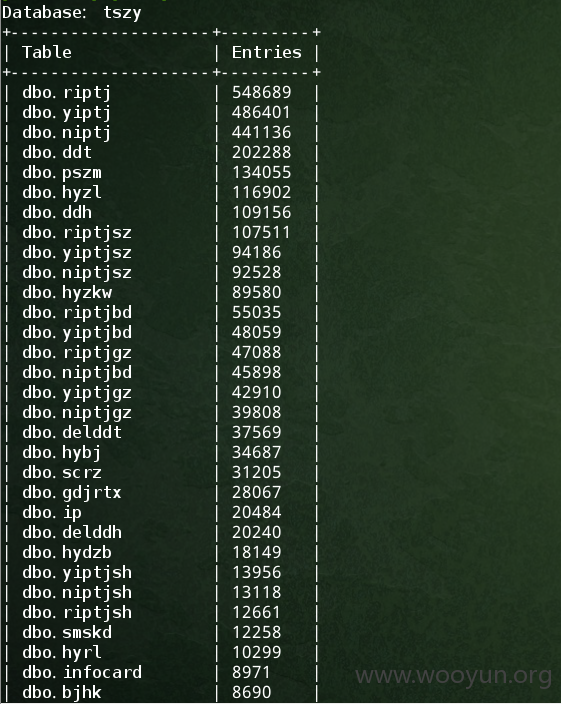 Database: tszy
+--------------------+---------+
| Table | Entries |
+--------------------+---------+
| dbo.riptj | 548689 |
| dbo.yiptj | 486401 |
| dbo.niptj | 441136 |
| dbo.ddt | 202288 |
| dbo.pszm | 134055 |
| dbo.hyzl | 116902 |
| dbo.ddh | 109156 |
| dbo.riptjsz | 107511 |
| dbo.yiptjsz | 94186 |
| dbo.niptjsz | 92528 |
| dbo.hyzkw | 89580 |
| dbo.riptjbd | 55035 |
| dbo.yiptjbd | 48059 |
| dbo.riptjgz | 47088 |
| dbo.niptjbd | 45898 |
| dbo.yiptjgz | 42910 |
| dbo.niptjgz | 39808 |
| dbo.delddt | 37569 |
| dbo.hybj | 34687 |
| dbo.scrz | 31205 |
| dbo.gdjrtx | 28067 |
| dbo.ip | 20484 |
| dbo.delddh | 20240 |
| dbo.hydzb | 18149 |
| dbo.yiptjsh | 13956 |
| dbo.niptjsh | 13118 |
| dbo.riptjsh | 12661 |
| dbo.smskd | 12258 |
| dbo.hyrl | 10299 |
| dbo.infocard | 8971 |
| dbo.bjhk | 8690 |
www.wooyun.org